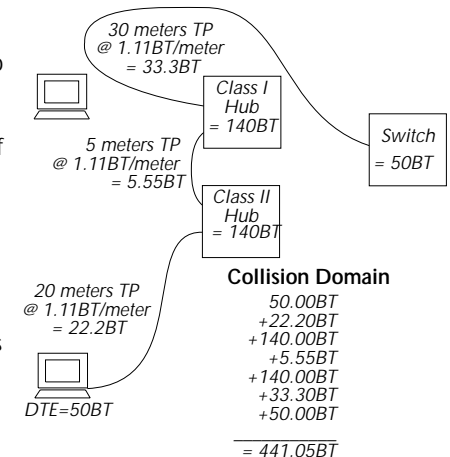 30 meters TP
@ 1.11BT/meter
= 33.3BT
Class I
Hub
= 140BT
Switch
= 50BT
5 meters TP
@ 1.11BT/meter
= 5.55BT
Class II
Hub
= 140BT
20 meters TP
@ 1.11BT/meter
= 22.2BT
DTE=50BT
Collision Domain
50.00BT
+22.20BT
+140.00BT
+5.55BT
+140.00BT
+33.30BT
+50.00BT
= 441.05BT